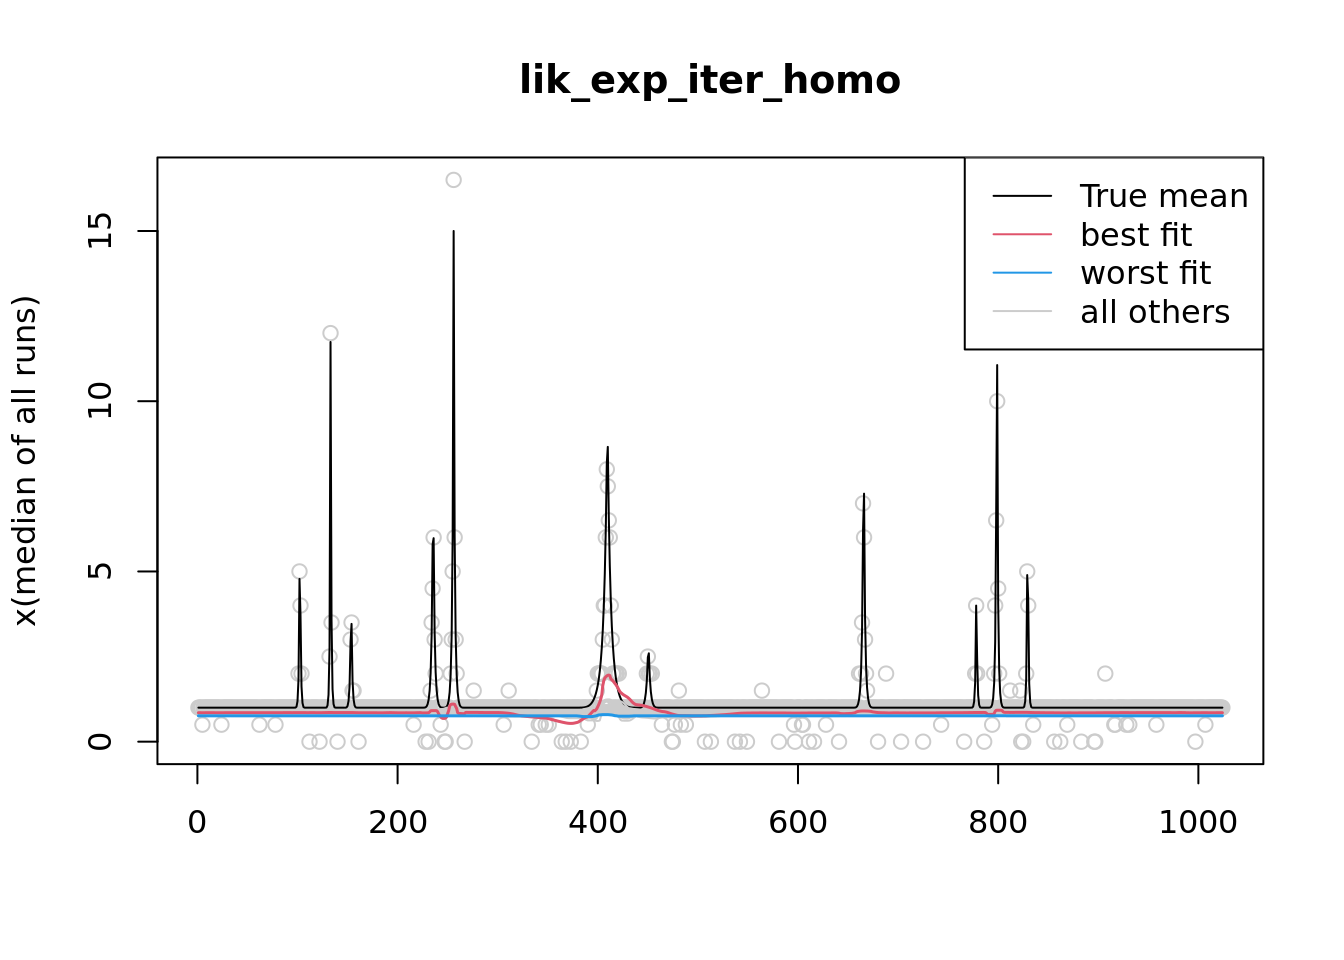 lik_exp_iter_homo
True mean
best fit
worst fit
all others
x(median of all runs)
15
10
5
0
0 200 400 600 800 1000